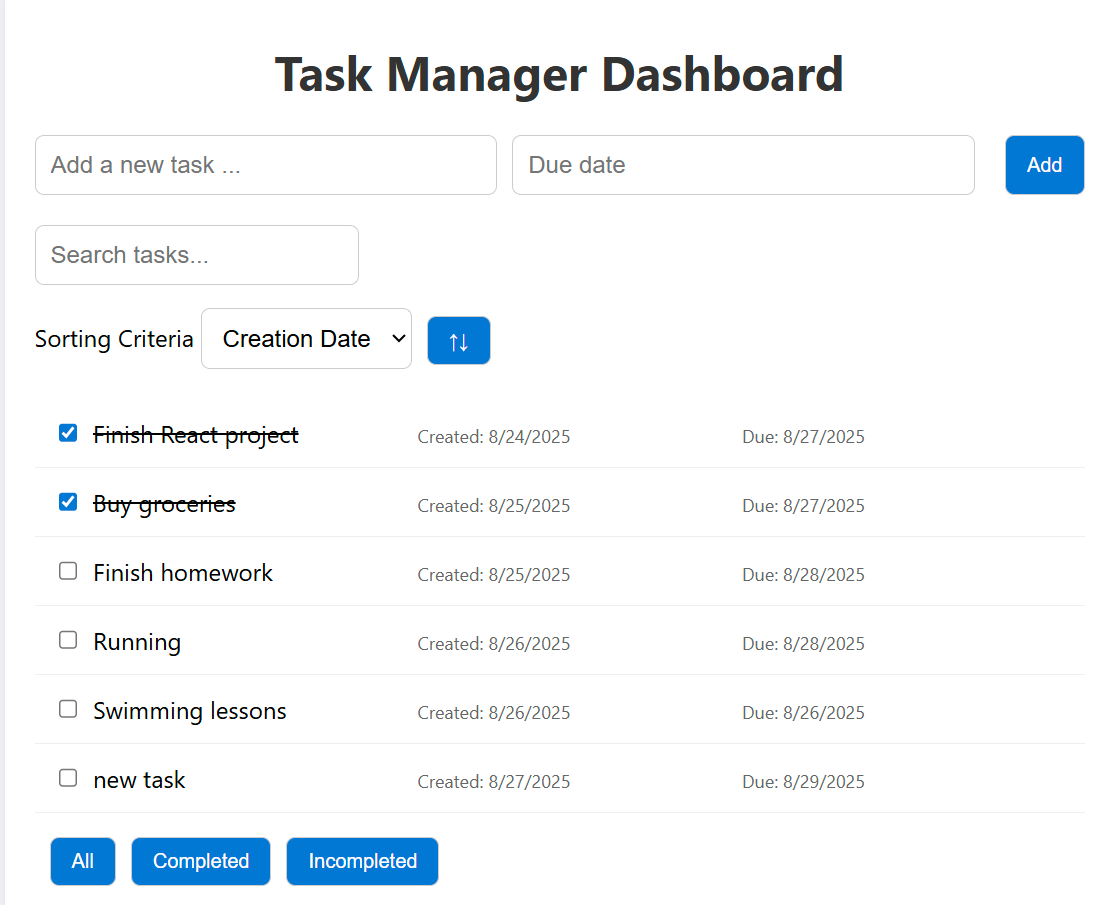 Task Manager Dashboard
Add a new task ... Due date Add
Search tasks...
Sorting Criteria Creation Date ↑↓
Finish React project Created: 8/24/2025 Due: 8/27/2025
Buy groceries Created: 8/25/2025 Due: 8/27/2025
Finish homework Created: 8/25/2025 Due: 8/28/2025
Running Created: 8/26/2025 Due: 8/28/2025
Swimming lessons Created: 8/26/2025 Due: 8/26/2025
new task Created: 8/27/2025 Due: 8/29/2025
All Completed Incompleted